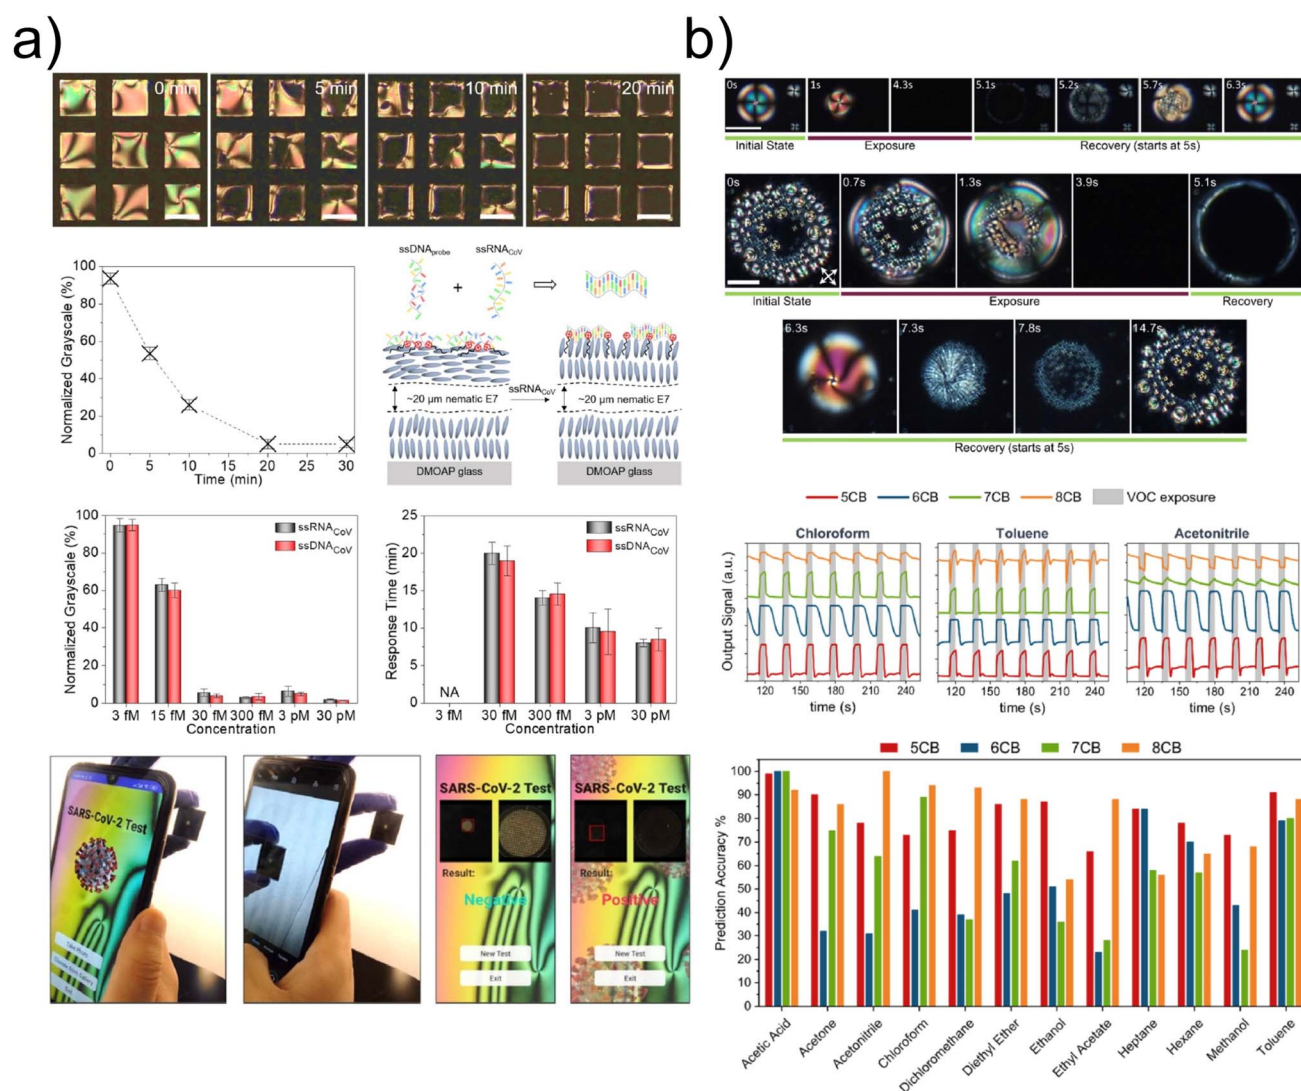 a)
0 min
5 min
10 min
20 min
Normalized Grayscale (%)
100
80
60
40
20
0
0 5 10 15 20 25 30
Time (min)
ssDNAprobe
ssRNACoV
+
~20 μm nematic E7
ssRNACoV
~20 μm nematic E7
DMOAP glass
DMOAP glass
Normalized Grayscale (%)
100
80
60
40
20
0
ssRNACoV
ssDNACoV
3 fM 15 fM 30 fM 300 fM 3 pM 30 pM
Concentration
Response Time (min)
25
20
15
10
5
0
ssRNACoV
ssDNACoV
NA
3 fM 30 fM 300 fM 3 pM 30 pM
Concentration
SARS-CoV-2 Test
Take Photo
Choose from Gallery
Exit
SARS-CoV-2 Test
Result:
Negative
New Test
Exit
SARS-CoV-2 Test
Result:
Positive
New Test
Exit
b)
0s
1s
4.3s
5.1s
5.2s
5.7s
6.3s
Initial State
Exposure
Recovery (starts at 5s)
0s
0.7s
1.3s
3.9s
5.1s
Initial State
Exposure
Recovery
6.3s
7.3s
7.8s
14.7s
Recovery (starts at 5s)
5CB 6CB 7CB 8CB VOC exposure
Chloroform
Toluene
Acetonitrile
Output Signal (a.u.)
120 150 180 210 240
120 150 180 210 240
120 150 180 210 240
time (s)
time (s)
time (s)
5CB 6CB 7CB 8CB
Prediction Accuracy %
100
90
80
70
60
50
40
30
20
10
0
Acetic Acid
Acetone
Acetonitrile
Chloroform
Dichloromethane
Diethyl Ether
Ethanol
Ethyl Acetate
Heptane
Hexane
Methanol
Toluene